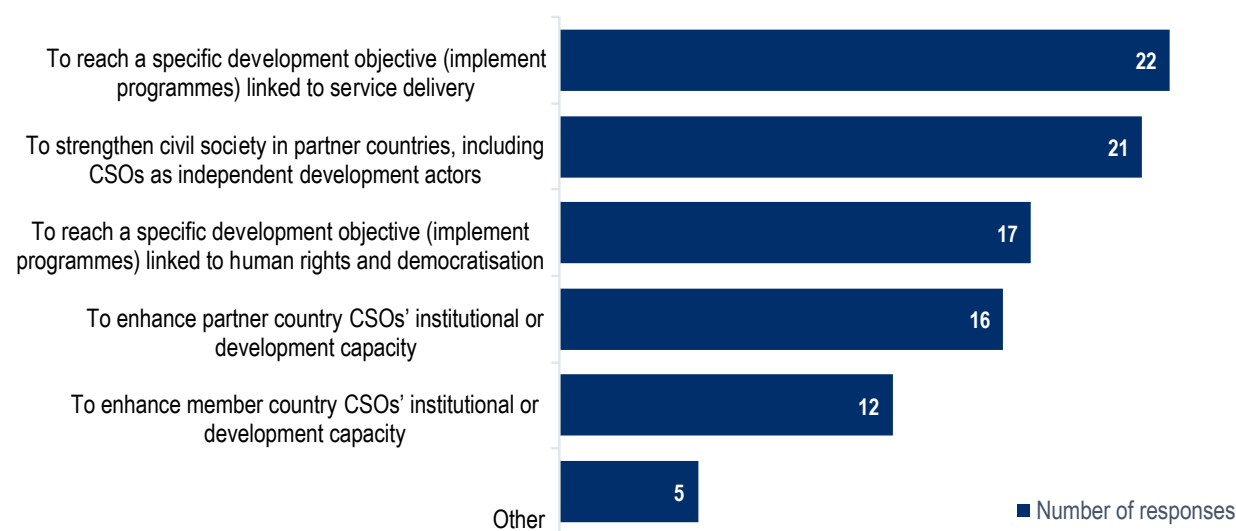 To reach a specific development objective (implement
programmes) linked to service delivery
22
To strengthen civil society in partner countries, including
CSOs as independent development actors
21
To reach a specific development objective (implement
programmes) linked to human rights and democratisation
17
To enhance partner country CSOs’ institutional or
development capacity
16
To enhance member country CSOs’ institutional or
development capacity
12
Other
5
Number of responses